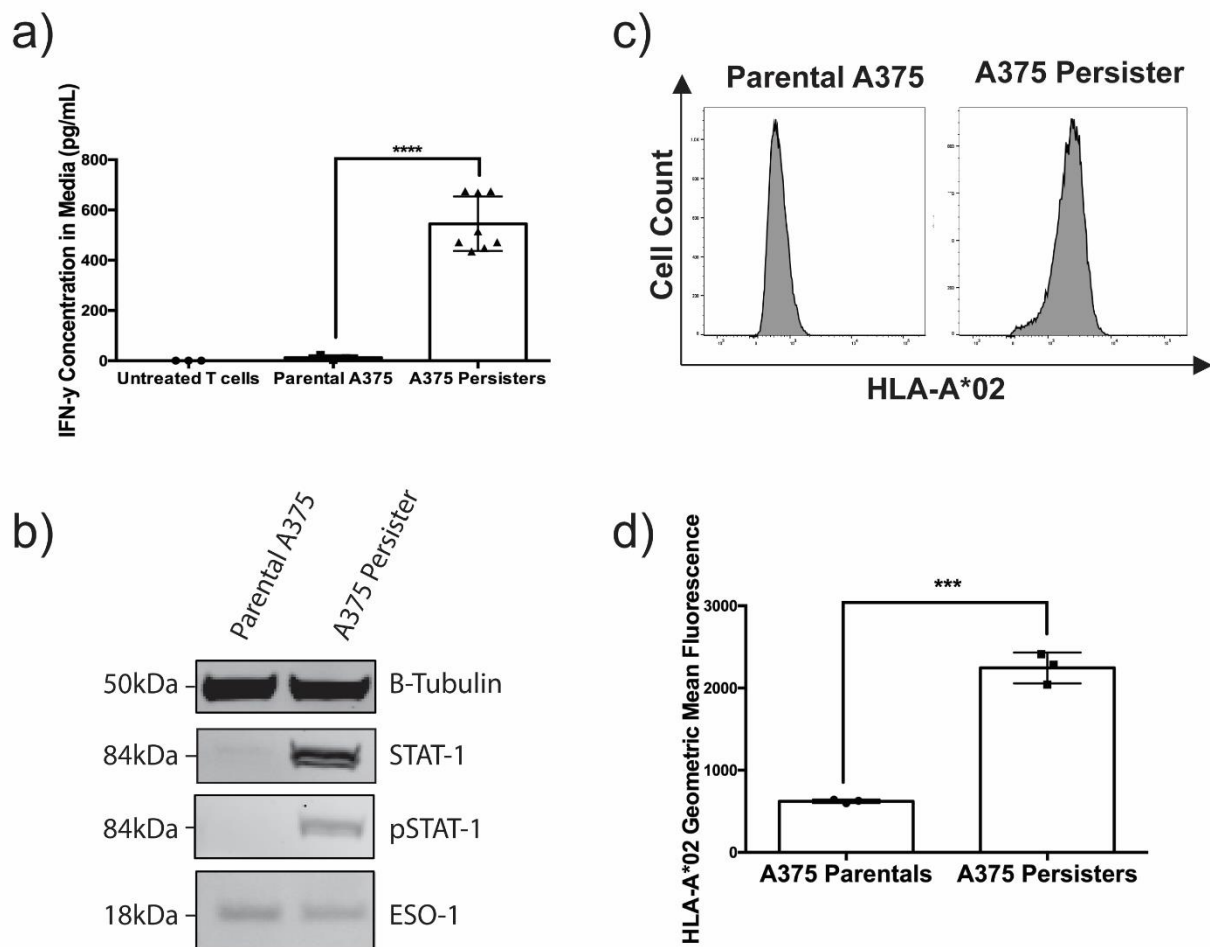 a)
IFN-y Concentration in Media (pg/mL)
800
600
400
200
0
****
Untreated T cells
Parental A375
A375 Persisters
b)
Parental A375
A375 Persister
50kDa
B-Tubulin
84kDa
STAT-1
84kDa
pSTAT-1
18kDa
ESO-1
c)
Parental A375
A375 Persister
Cell Count
HLA-A*02
d)
HLA-A*02 Geometric Mean Fluorescence
3000
2000
1000
0
***
A375 Parentals
A375 Persisters